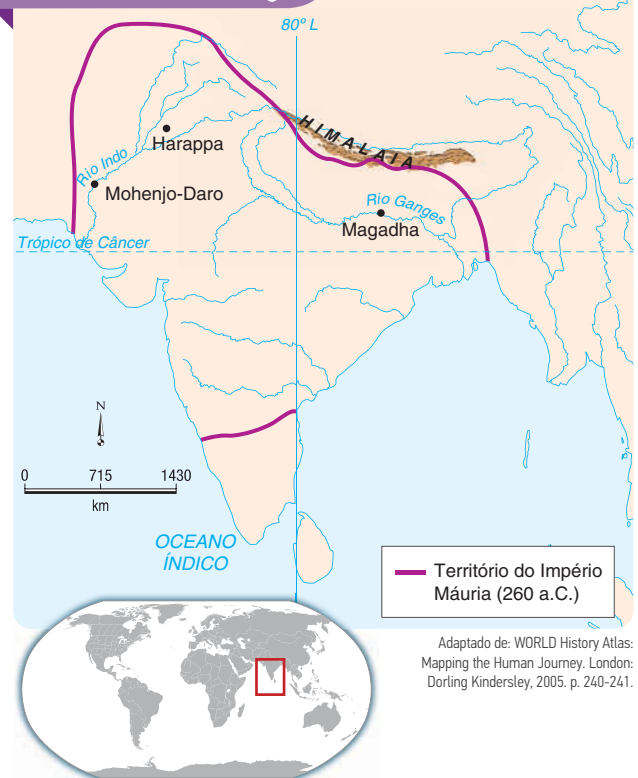 80º L
HIMALAIA
Harappa
Rio Indo
Mohenjo-Daro
Rio Ganges
Magadha
Trópico de Câncer
N
0 715 1430
km
OCEANO
ÍNDICO
Território do Império
Máuria (260 a.C.)
Adaptado de: WORLD History Atlas:
Mapping the Human Journey. London:
Dorling Kindersley, 2005. p. 240-241.